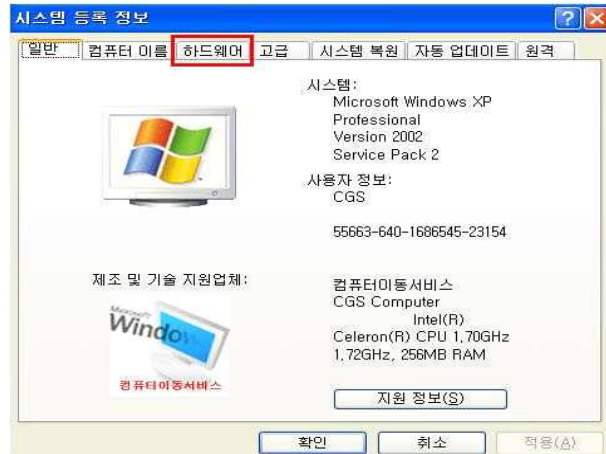 시스템 등록 정보
일반 컴퓨터 이름 하드웨어 고급 시스템 복원 자동 업데이트 원격
시스템:
Microsoft Windows XP
Professional
Version 2002
Service Pack 2
사용자 정보:
CGS
55663-640-1686545-23154
제조 및 기술 지원업체:
Microsoft
Window
컴퓨터이동서비스
컴퓨터이동서비스
CGS Computer
Intel(R)
Celeron(R) CPU 1,70GHz
1,72GHz, 256MB RAM
지원 정보(S)
확인 취소 적용(A)